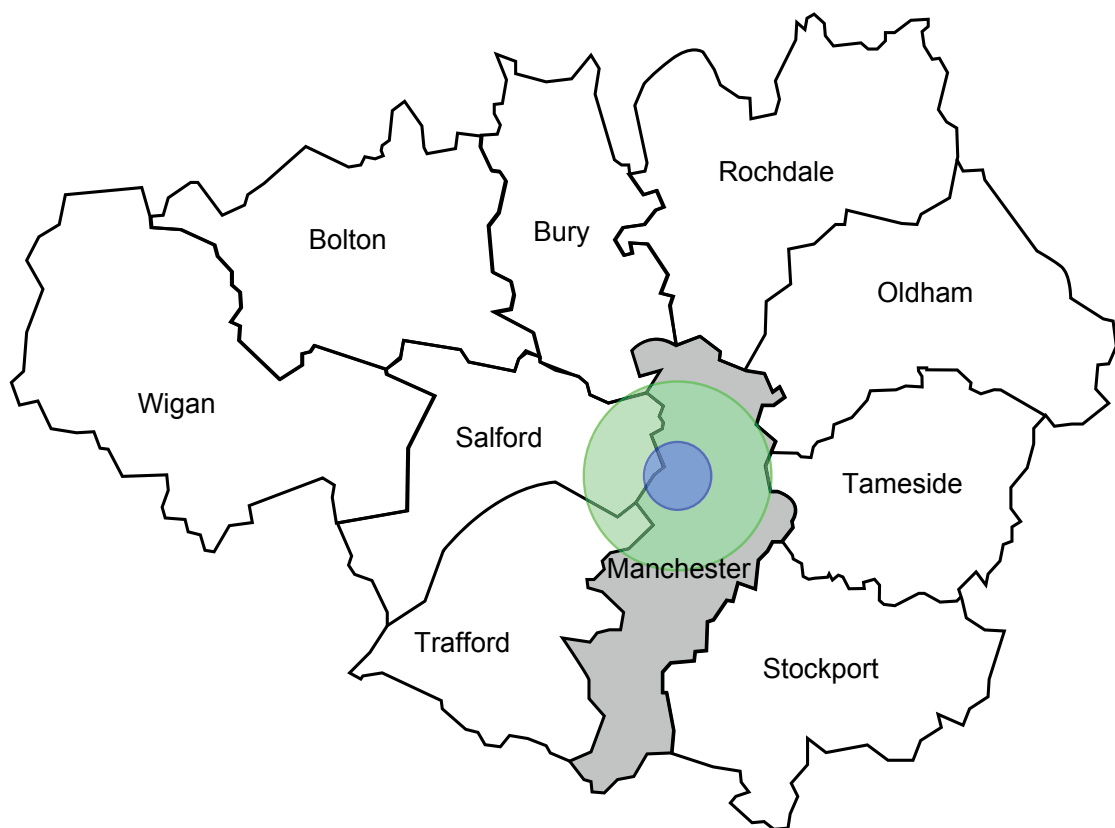 Rochdale
Bury
Bolton
Oldham
Wigan
Salford
Tameside
Manchester
Trafford
Stockport